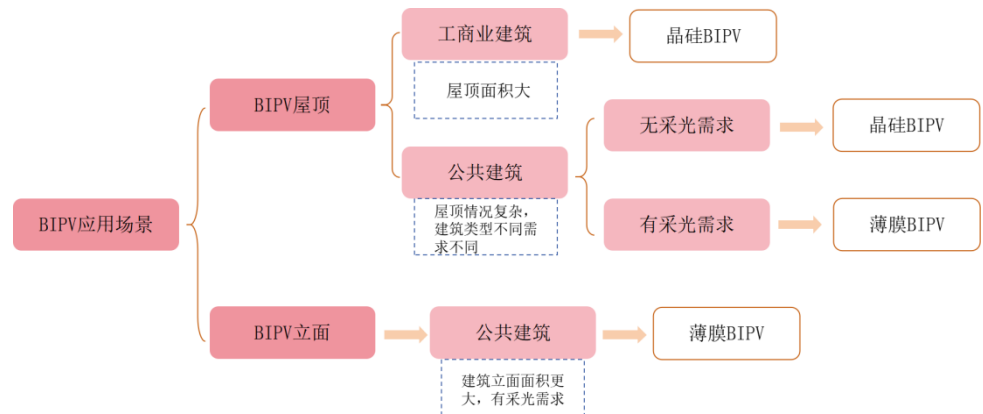 BIPV应用场景
BIPV屋顶
工商业建筑
屋顶面积大
晶硅BIPV
公共建筑
屋顶情况复杂，
建筑类型不同需
求不同
无采光需求
晶硅BIPV
有采光需求
薄膜BIPV
BIPV立面
公共建筑
建筑立面面积更
大，有采光需求
薄膜BIPV